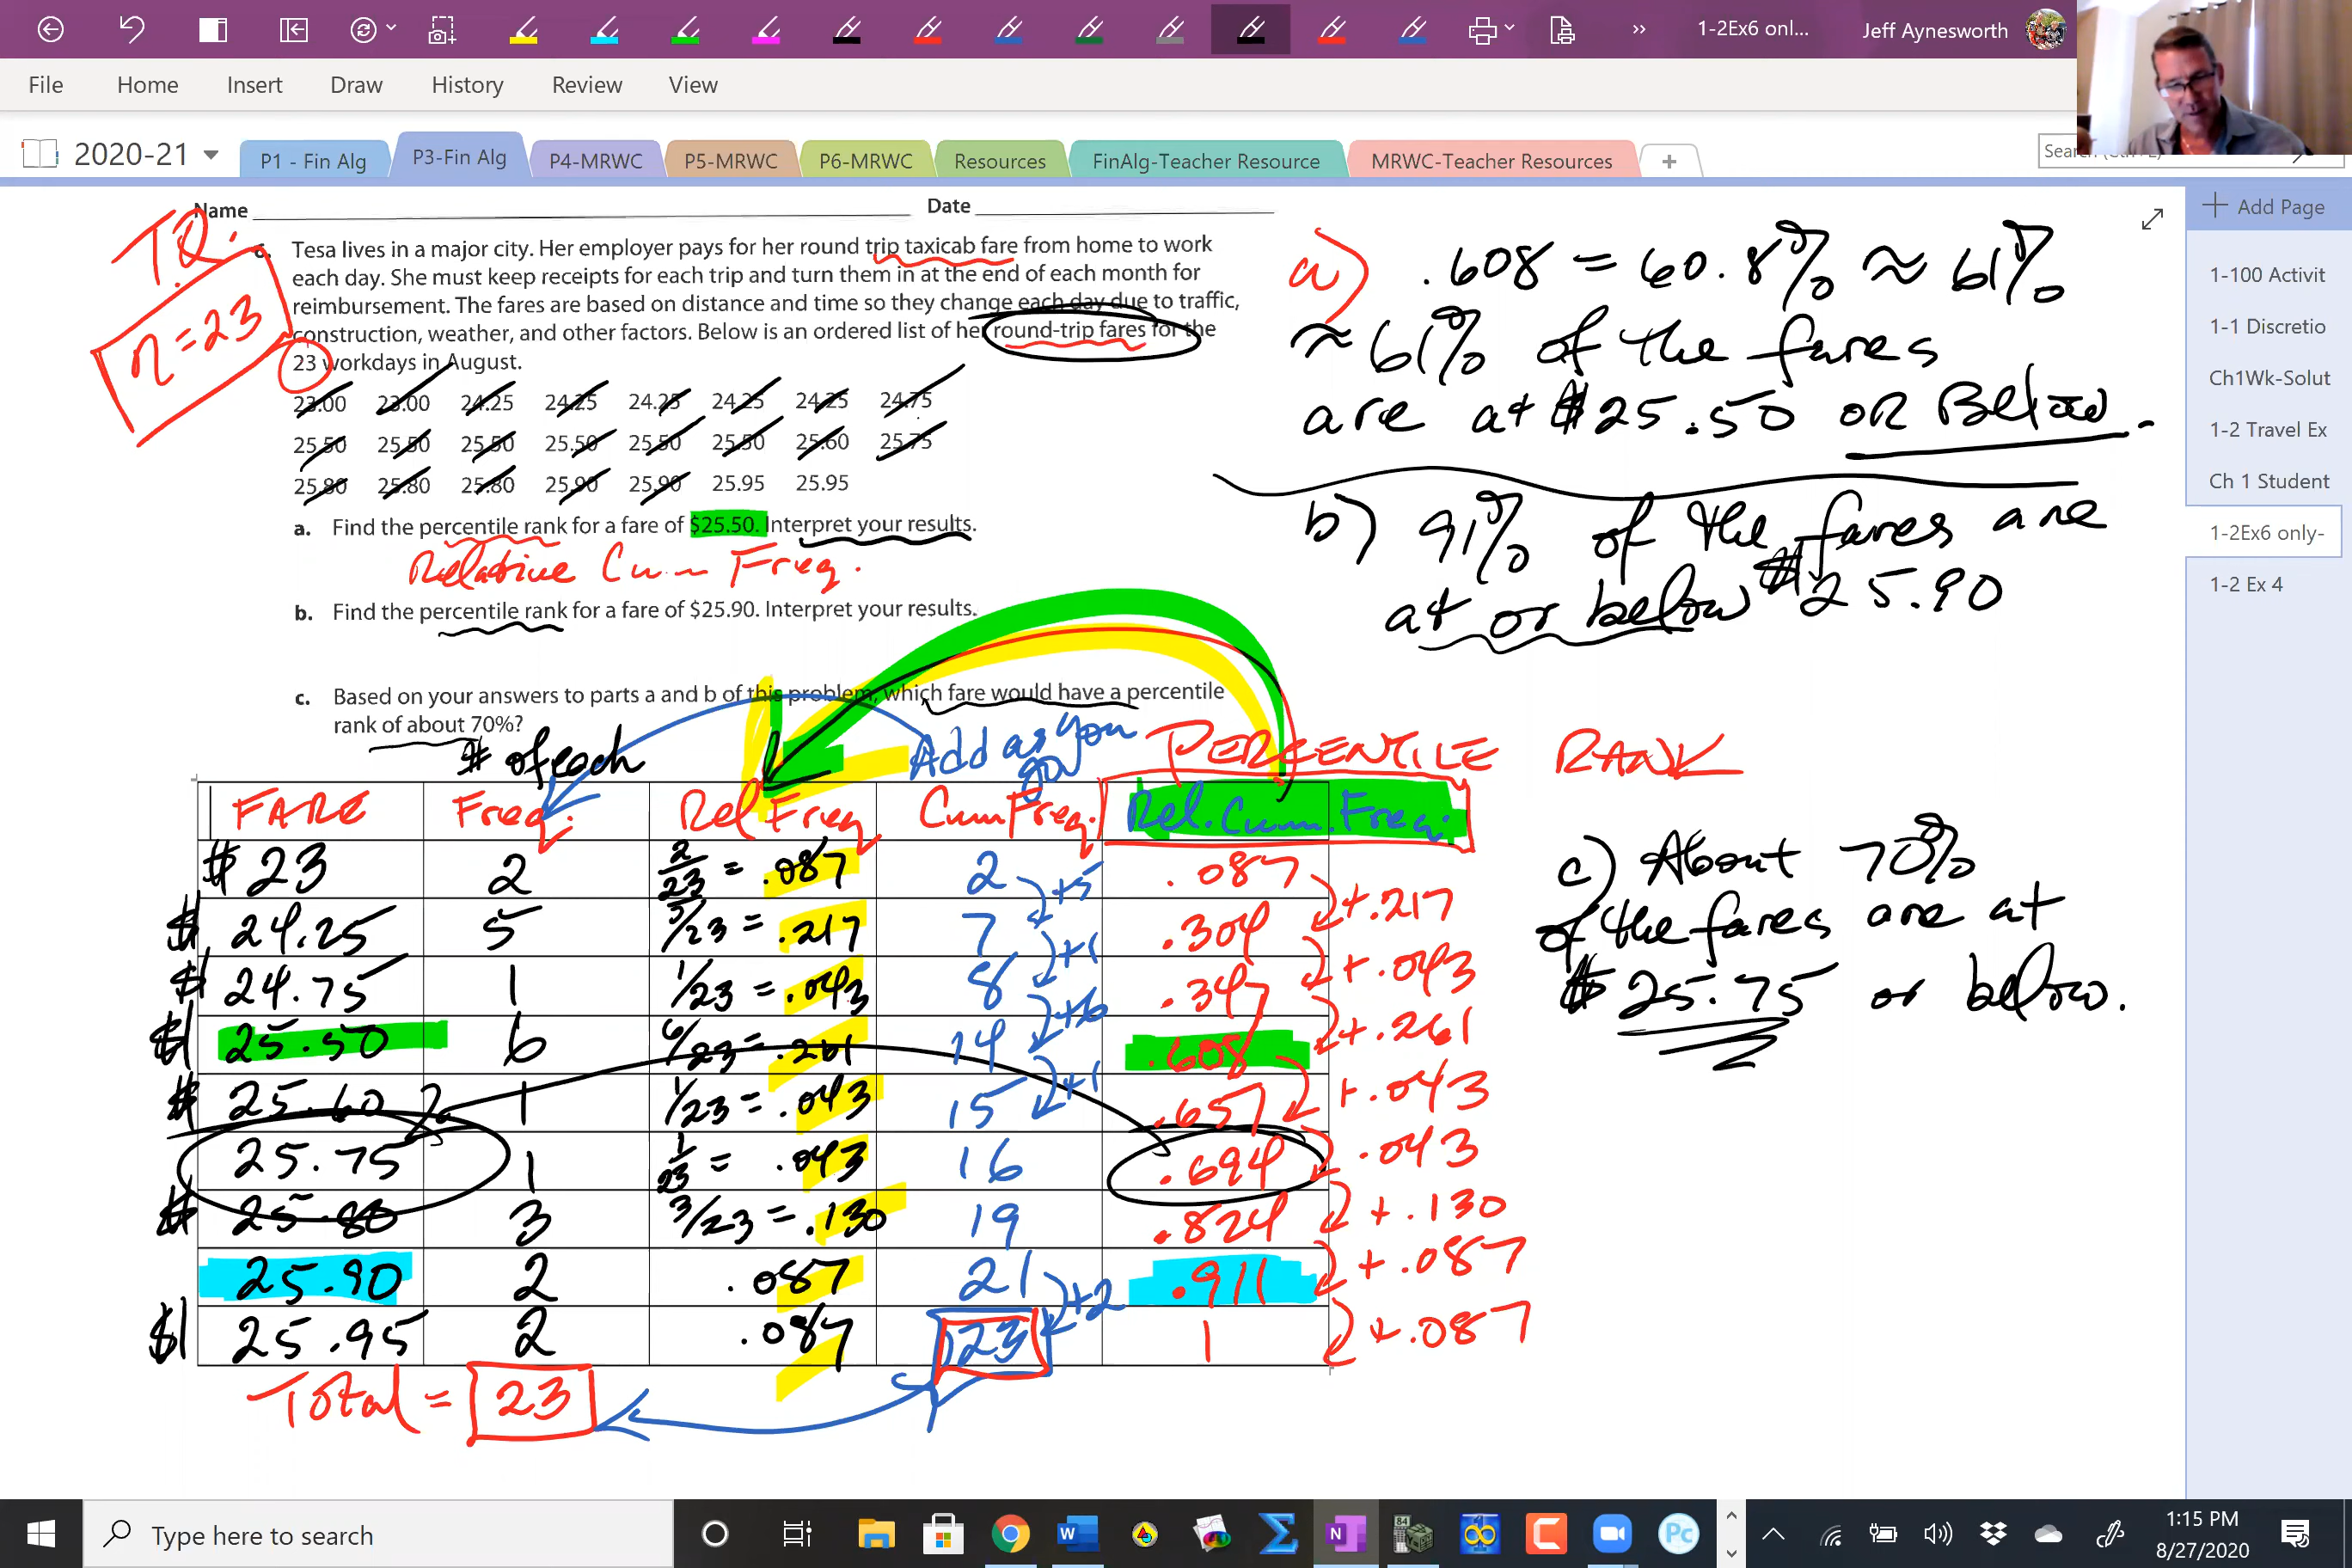 1-2Ex6 onl...
Jeff Aynesworth
File Home Insert Draw History Review View
2020-21
P1 - Fin Alg
P3-Fin Alg
P4-MRWC
P5-MRWC
P6-MRWC
Resources
FinAlg-Teacher Resource
MRWC-Teacher Resources
Add Page
1-100 Activit
1-1 Discretio
Ch1Wk-Solut
1-2 Travel Ex
Ch 1 Student
1-2Ex6 only-
1-2 Ex 4
Name Date
n=23
6. Tesa lives in a major city. Her employer pays for her round trip taxicab fare from home to work
each day. She must keep receipts for each trip and turn them in at the end of each month for
reimbursement. The fares are based on distance and time so they change each day due to traffic,
construction, weather, and other factors. Below is an ordered list of her round-trip fares for the
23 workdays in August.
23.00 23.00 24.25 24.25 24.25 24.25 24.25 24.75
25.50 25.50 25.50 25.50 25.50 25.50 25.60 25.75
25.80 25.80 25.80 25.90 25.90 25.95 25.95
a. Find the percentile rank for a fare of $25.50. Interpret your results.
Relative Cum Freq.
b. Find the percentile rank for a fare of $25.90. Interpret your results.
c. Based on your answers to parts a and b of this problem, which fare would have a percentile
rank of about 70%?
a) .608 = 60.8% ≈ 61%
≈ 61% of the fares
are at $25.50 OR Below.
b) 91% of the fares are
at or below $25.90
# of each
Add as you go
PERCENTILE RANK
FARE Freq. Rel Freq. Cum Freq. Rel. Cum. Freq.
$23 2 2/23 = .087 2 .087
$24.25 5 5/23 = .217 7 .304
$24.75 1 1/23 = .043 8 .347
$25.50 6 6/23 = .261 14 .608
$25.60 1 1/23 = .043 15 .657
25.75 1 1/23 = .043 16 .694
$25.80 3 3/23 = .130 19 .824
25.90 2 .087 21 .911
$25.95 2 .087 23 1
+5
+1
+6
+1
+2
+.217
+.043
+.261
+.043
.043
+.130
+.087
+.087
Total = 23
c) About 70%
of the fares are at
$25.75 or below.
Type here to search
1:15 PM
8/27/2020